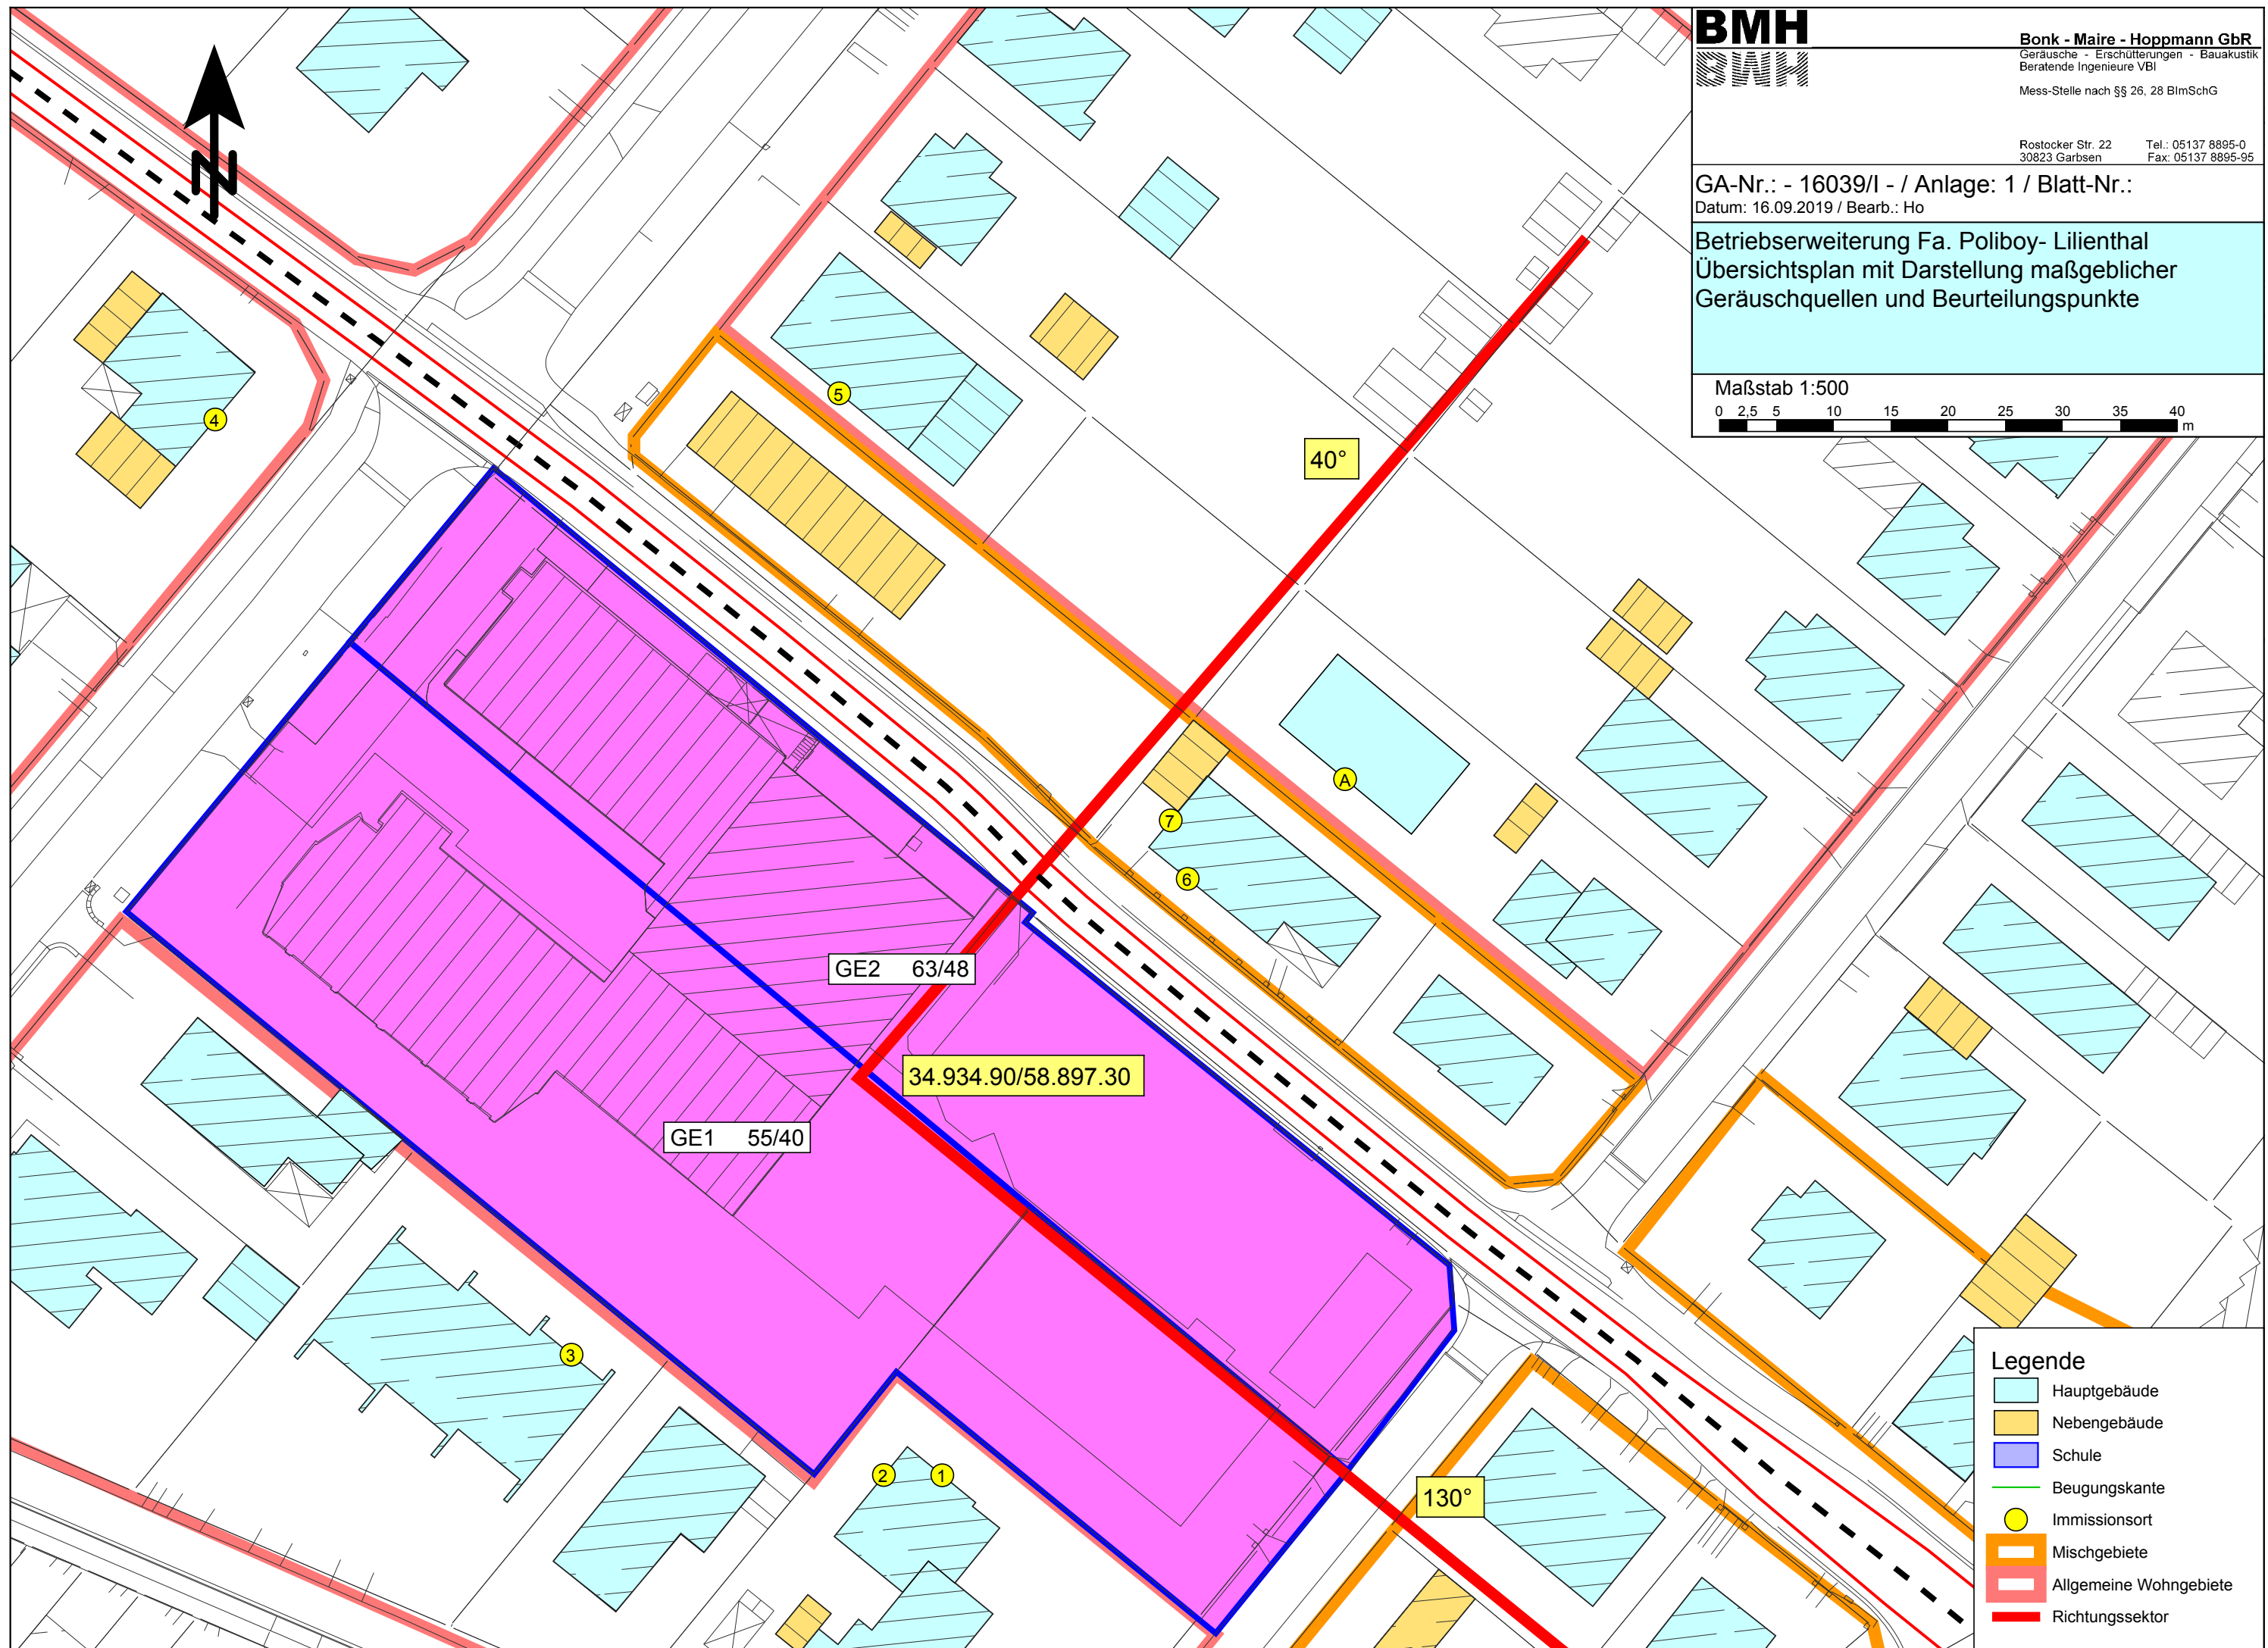 BMH
BMH
Bonk - Maire - Hoppmann GbR
Geräusche - Erschütterungen - Bauakustik
Beratende Ingenieure VBI
Mess-Stelle nach §§ 26, 28 BImSchG
Rostocker Str. 22 Tel.: 05137 8895-0
30823 Garbsen Fax: 05137 8895-95
GA-Nr.: - 16039/I - / Anlage: 1 / Blatt-Nr.:
Datum: 16.09.2019 / Bearb.: Ho
Betriebserweiterung Fa. Poliboy- Lilienthal
Übersichtsplan mit Darstellung maßgeblicher
Geräuschquellen und Beurteilungspunkte
Maßstab 1:500
0 2,5 5 10 15 20 25 30 35 40
m
N
4
5
40°
A
7
6
GE2 63/48
34.934.90/58.897.30
GE1 55/40
3
2
1
130°
Legende
Hauptgebäude
Nebengebäude
Schule
Beugungskante
Immissionsort
Mischgebiete
Allgemeine Wohngebiete
Richtungssektor